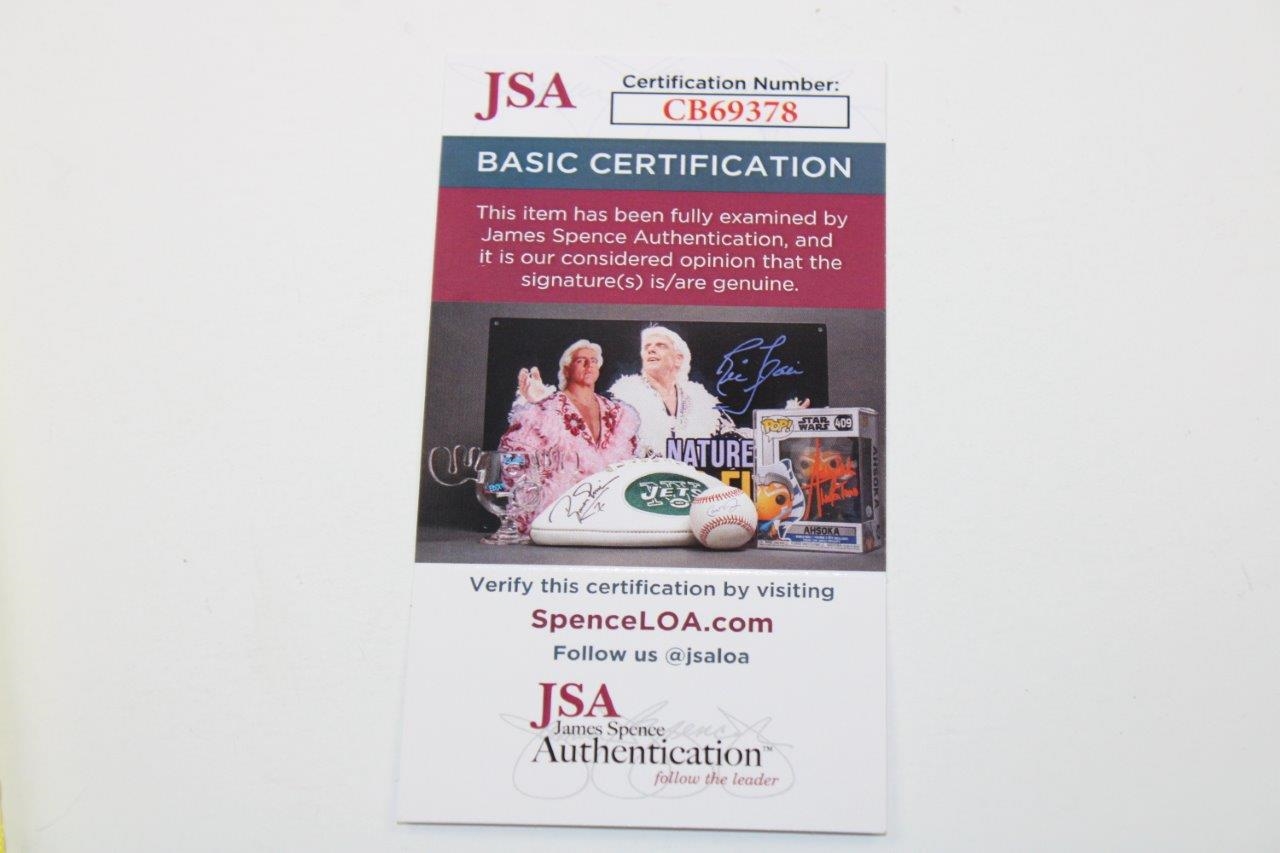 JSA
Certification Number:
CB69378
BASIC CERTIFICATION
This item has been fully examined by
James Spence Authentication, and
it is our considered opinion that the
signature(s) is/are genuine.
NATURE
POP!
STAR WARS
409
AHSOKA
JETS
AHSOKA
Verify this certification by visiting
SpenceLOA.com
Follow us @jsaloa
JSA
James Spence
Authentication™
follow the leader